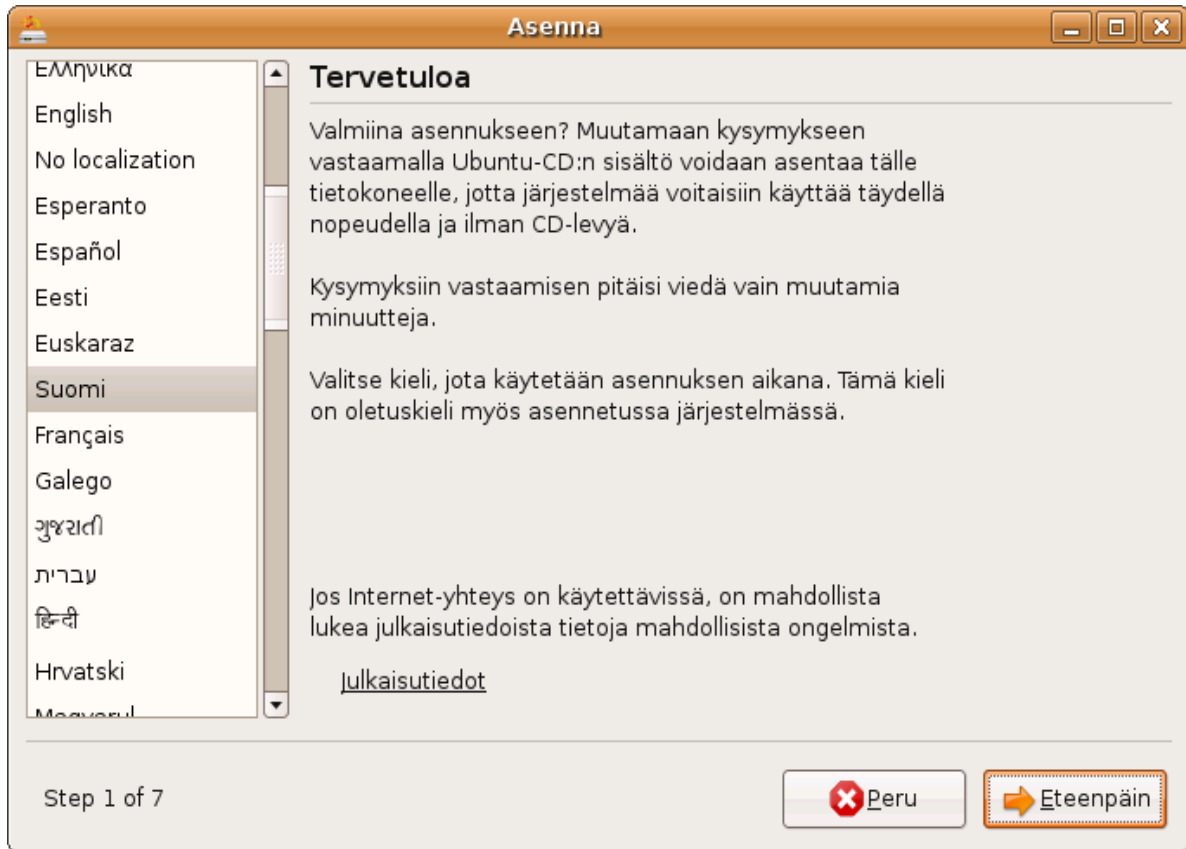 Asenna
Ελληνικά
English
No localization
Esperanto
Español
Eesti
Euskaraz
Suomi
Français
Galego
ગુજરાતી
עברית
हिन्दी
Hrvatski
Magyarul
Tervetuloa
Valmiina asennukseen? Muutamaan kysymykseen
vastaamalla Ubuntu-CD:n sisältö voidaan asentaa tälle
tietokoneelle, jotta järjestelmää voitaisiin käyttää täydellä
nopeudella ja ilman CD-levyä.
Kysymyksiin vastaamisen pitäisi viedä vain muutamia
minuutteja.
Valitse kieli, jota käytetään asennuksen aikana. Tämä kieli
on oletuskieli myös asennetussa järjestelmässä.
Jos Internet-yhteys on käytettävissä, on mahdollista
lukea julkaisutiedoista tietoja mahdollisista ongelmista.
Julkaisutiedot
Step 1 of 7
Peru
Eteenpäin